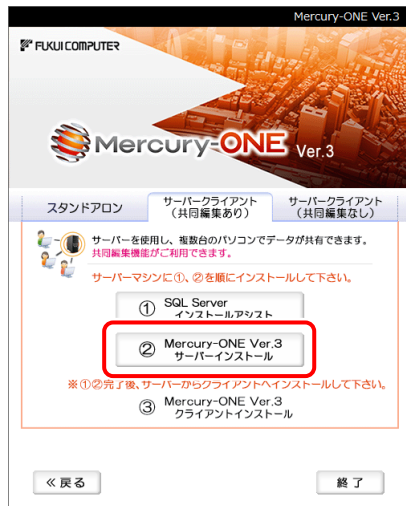 Mercury-ONE Ver.3
FUKUI COMPUTER
Mercury-ONE Ver.3
スタンドアロン
サーバークライアント
（共同編集あり）
サーバークライアント
（共同編集なし）
サーバーを使用し、複数台のパソコンでデータが共有できます。
共同編集機能がご利用できます。
サーバーマシンに①、②を順にインストールして下さい。
① SQL Server
インストールアシスト
② Mercury-ONE Ver.3
サーバーインストール
※①②完了後、サーバーからクライアントへインストールして下さい。
③ Mercury-ONE Ver.3
クライアントインストール
≪戻る
終了